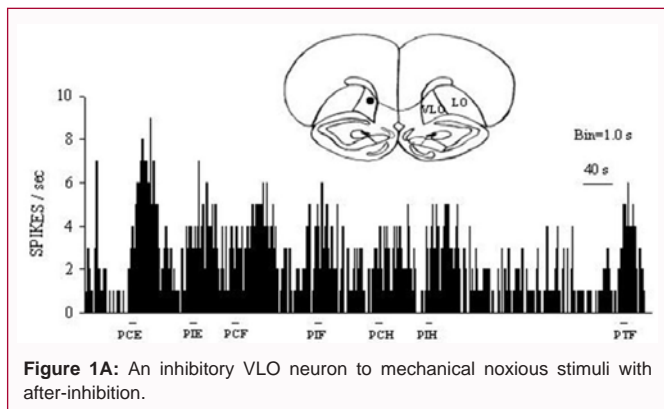 10
8
6
4
2
0
SPIKES / sec
VLO
LO
Bin=1.0 s
40 s
PCE
PIE
PCF
PIF
PCH
PIH
PTF
Figure 1A: An inhibitory VLO neuron to mechanical noxious stimuli with
after-inhibition.